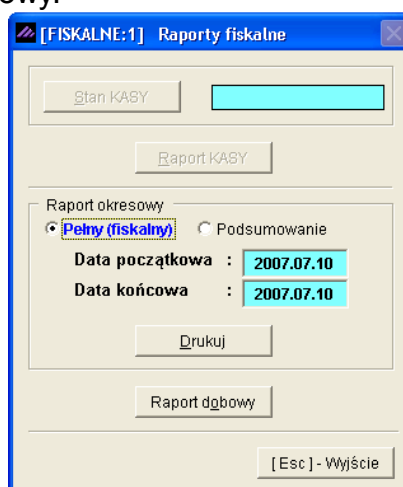 [FISKALNE:1] Raporty fiskalne
Stan KASY
Raport KASY
Raport okresowy
Pełny (fiskalny) Podsumowanie
Data początkowa : 2007.07.10
Data końcowa : 2007.07.10
Drukuj
Raport dobowy
[ Esc ] - Wyjście